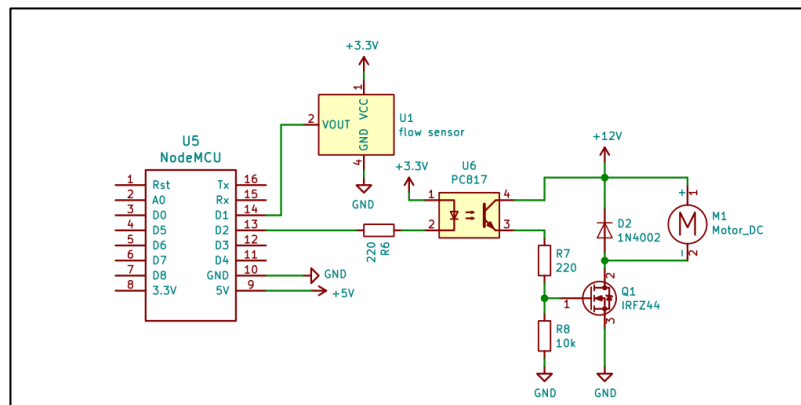 +3.3V
1
VCC
2
VOUT
GND
4
U1
flow sensor
GND
U5
NodeMCU
1 Rst Tx 16
2 A0 Rx 15
3 D0 D1 14
4 D5 D2 13
5 D6 D3 12
6 D7 D4 11
7 D8 GND 10
8 3.3V 5V 9
GND
+5V
220
R6
+3.3V
U6
PC817
1
2
4
3
+12V
D2
1N4002
+
1
M
M1
Motor_DC
-
2
R7
220
1
2
3
Q1
IRFZ44
R8
10k
GND
GND